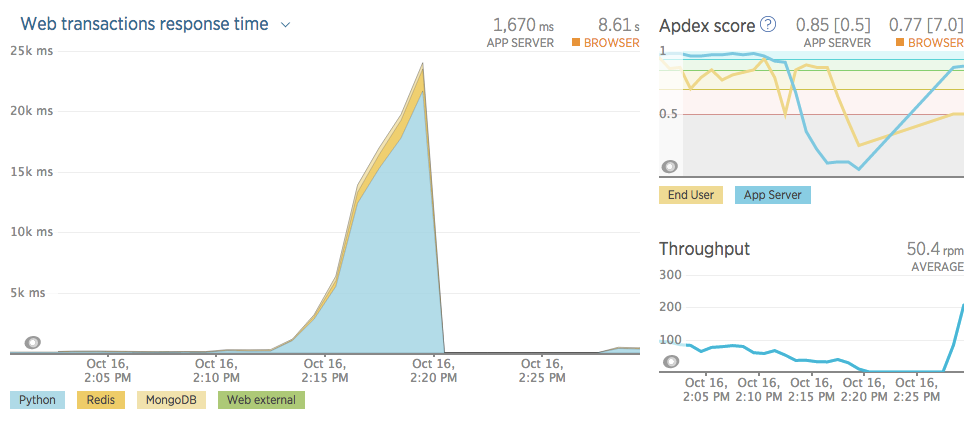 Web transactions response time
1,670 ms
APP SERVER
8.61 s
BROWSER
25k ms
20k ms
15k ms
10k ms
5k ms
Oct 16,
2:05 PM
Oct 16,
2:10 PM
Oct 16,
2:15 PM
Oct 16,
2:20 PM
Oct 16,
2:25 PM
Python
Redis
MongoDB
Web external
Apdex score ?
0.85 [0.5]
APP SERVER
0.77 [7.0]
BROWSER
1
0.5
End User
App Server
Throughput
50.4 rpm
AVERAGE
300
200
100
Oct 16,
2:05 PM
Oct 16,
2:10 PM
Oct 16,
2:15 PM
Oct 16,
2:20 PM
Oct 16,
2:25 PM